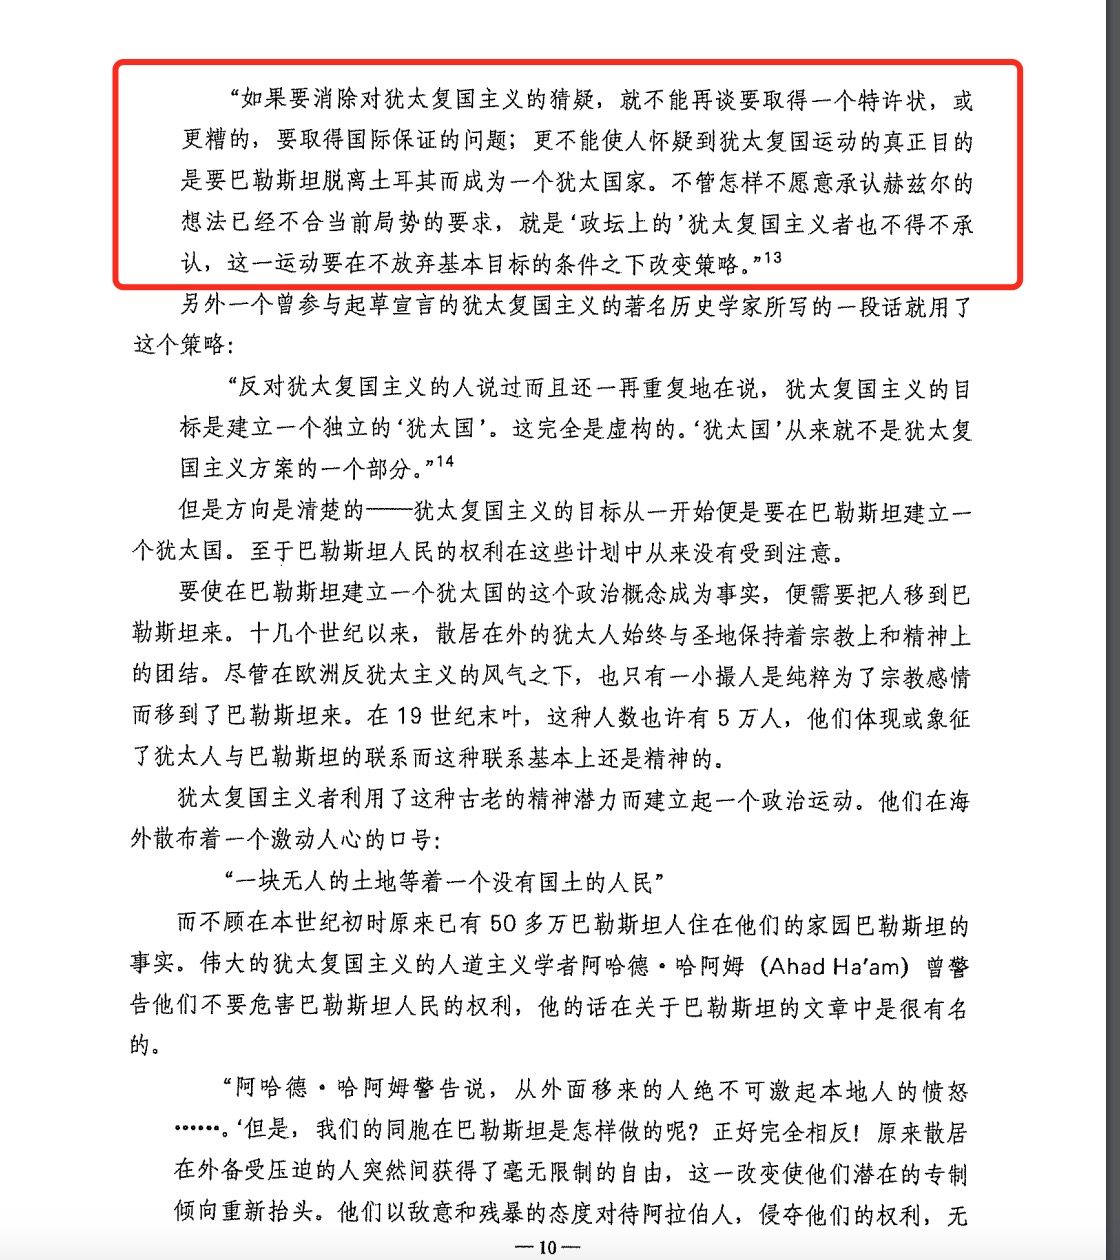 “如果要消除对犹太复国主义的猜疑，就不能再谈要取得一个特许状，或
更糟的，要取得国际保证的问题；更不能使人怀疑到犹太复国运动的真正目的
是要巴勒斯坦脱离土耳其而成为一个犹太国家。不管怎样不愿意承认赫兹尔的
想法已经不合当前局势的要求，就是‘政坛上的’犹太复国主义者也不得不承
认，这一运动要在不放弃基本目标的条件之下改变策略。”13
另外一个曾参与起草宣言的犹太复国主义的著名历史学家所写的一段话就用了
这个策略：
“反对犹太复国主义的人说过而且还一再重复地在说，犹太复国主义的目
标是建立一个独立的‘犹太国’。这完全是虚构的。‘犹太国’从来就不是犹太复
国主义方案的一个部分。”14
但是方向是清楚的——犹太复国主义的目标从一开始便是要在巴勒斯坦建立一
个犹太国。至于巴勒斯坦人民的权利在这些计划中从来没有受到注意。
要使在巴勒斯坦建立一个犹太国的这个政治概念成为事实，便需要把人移到巴
勒斯坦来。十几个世纪以来，散居在外的犹太人始终与圣地保持着宗教上和精神上
的团结。尽管在欧洲反犹太主义的风气之下，也只有一小撮人是纯粹为了宗教感情
而移到了巴勒斯坦来。在19世纪末叶，这种人数也许有5万人，他们体现或象征
了犹太人与巴勒斯坦的联系而这种联系基本上还是精神的。
犹太复国主义者利用了这种古老的精神潜力而建立起一个政治运动。他们在海
外散布着一个激动人心的口号：
“一块无人的土地等着一个没有国土的人民”
而不顾在本世纪初时原来已有50多万巴勒斯坦人住在他们的家园巴勒斯坦的
事实。伟大的犹太复国主义的人道主义学者阿哈德·哈阿姆（Ahad Ha'am）曾警
告他们不要危害巴勒斯坦人民的权利，他的话在关于巴勒斯坦的文章中是很有名
的。
“阿哈德·哈阿姆警告说，从外面移来的人绝不可激起本地人的愤怒
……。‘但是，我们的同胞在巴勒斯坦是怎样做的呢？正好完全相反！原来散居
在外备受压迫的人突然间获得了毫无限制的自由，这一改变使他们潜在的专制
倾向重新抬头。他们以敌意和残暴的态度对待阿拉伯人，侵夺他们的权利，无
—10—